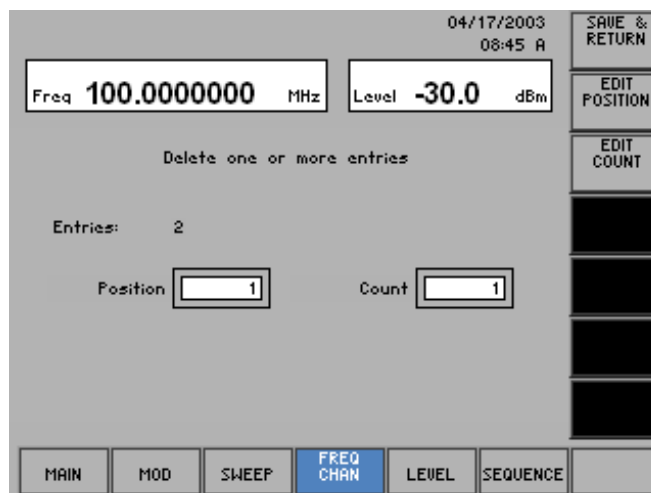 04/17/2003
08:45 A
Freq 100.0000000 MHz
Level -30.0 dBm
Delete one or more entries
Entries: 2
Position 1
Count 1
SAVE &
RETURN
EDIT
POSITION
EDIT
COUNT
MAIN
MOD
SWEEP
FREQ
CHAN
LEVEL
SEQUENCE